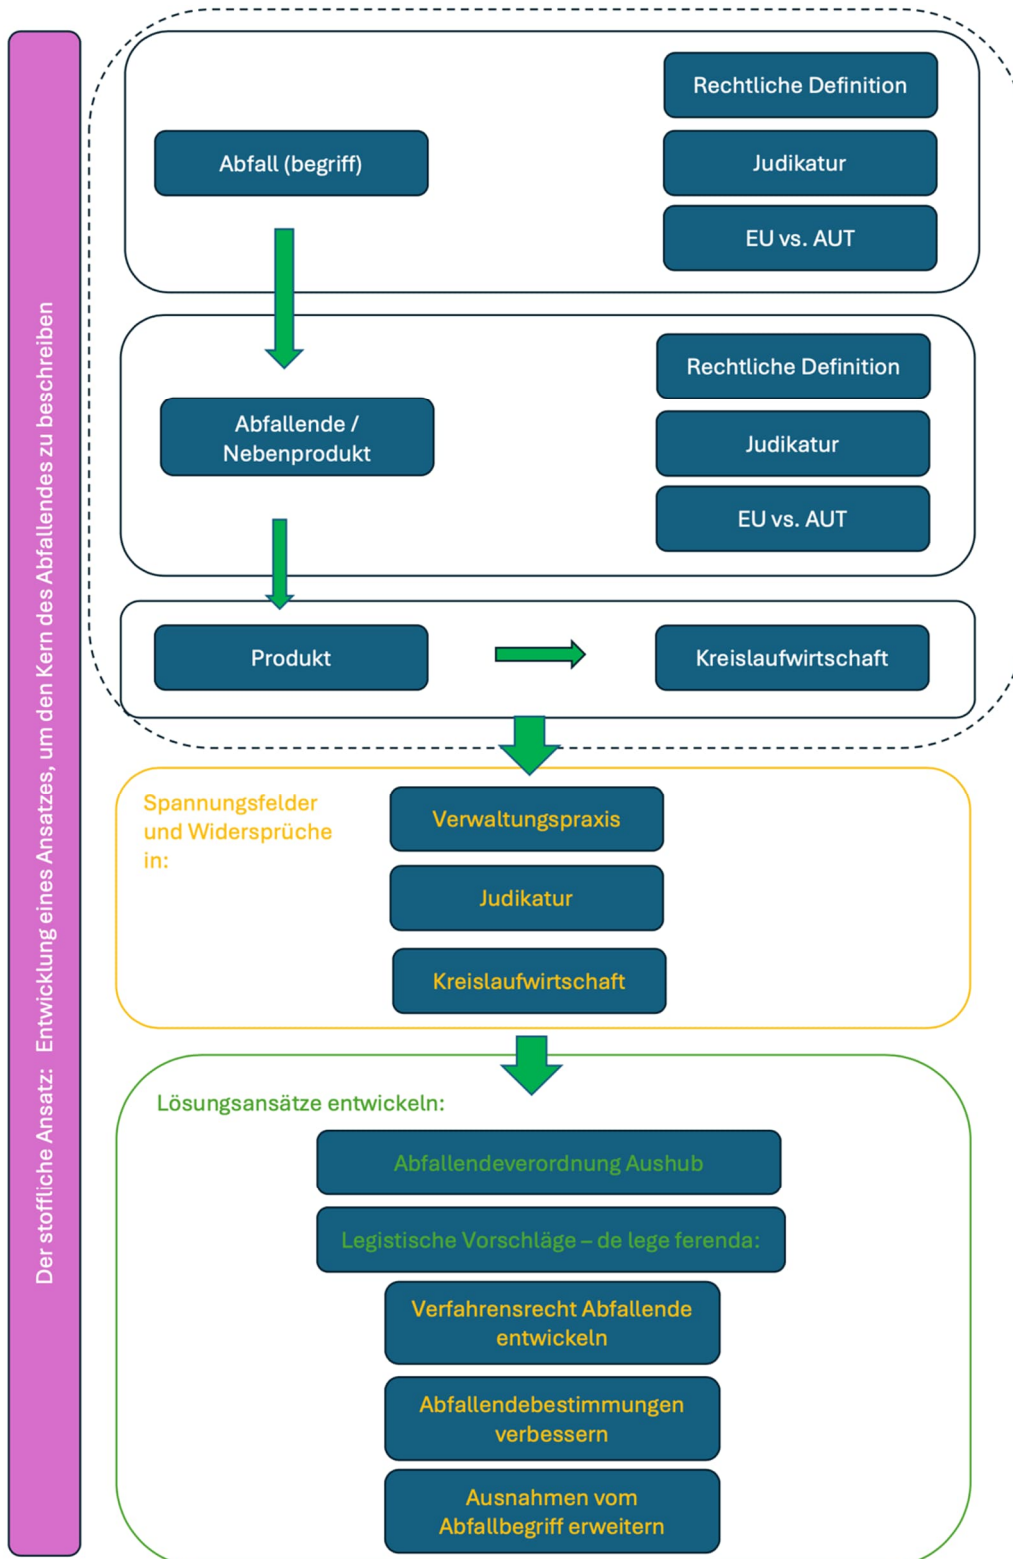 Der stoffliche Ansatz: Entwicklung eines Ansatzes, um den Kern des Abfallendes zu beschreiben
Abfall (begriff)
Rechtliche Definition
Judikatur
EU vs. AUT
Abfallende /
Nebenprodukt
Rechtliche Definition
Judikatur
EU vs. AUT
Produkt
Kreislaufwirtschaft
Spannungsfelder
und Widersprüche
in:
Verwaltungspraxis
Judikatur
Kreislaufwirtschaft
Lösungsansätze entwickeln:
Abfallendeverordnung Aushub
Legistische Vorschläge – de lege ferenda:
Verfahrensrecht Abfallende
entwickeln
Abfallendebestimmungen
verbessern
Ausnahmen vom
Abfallbegriff erweitern